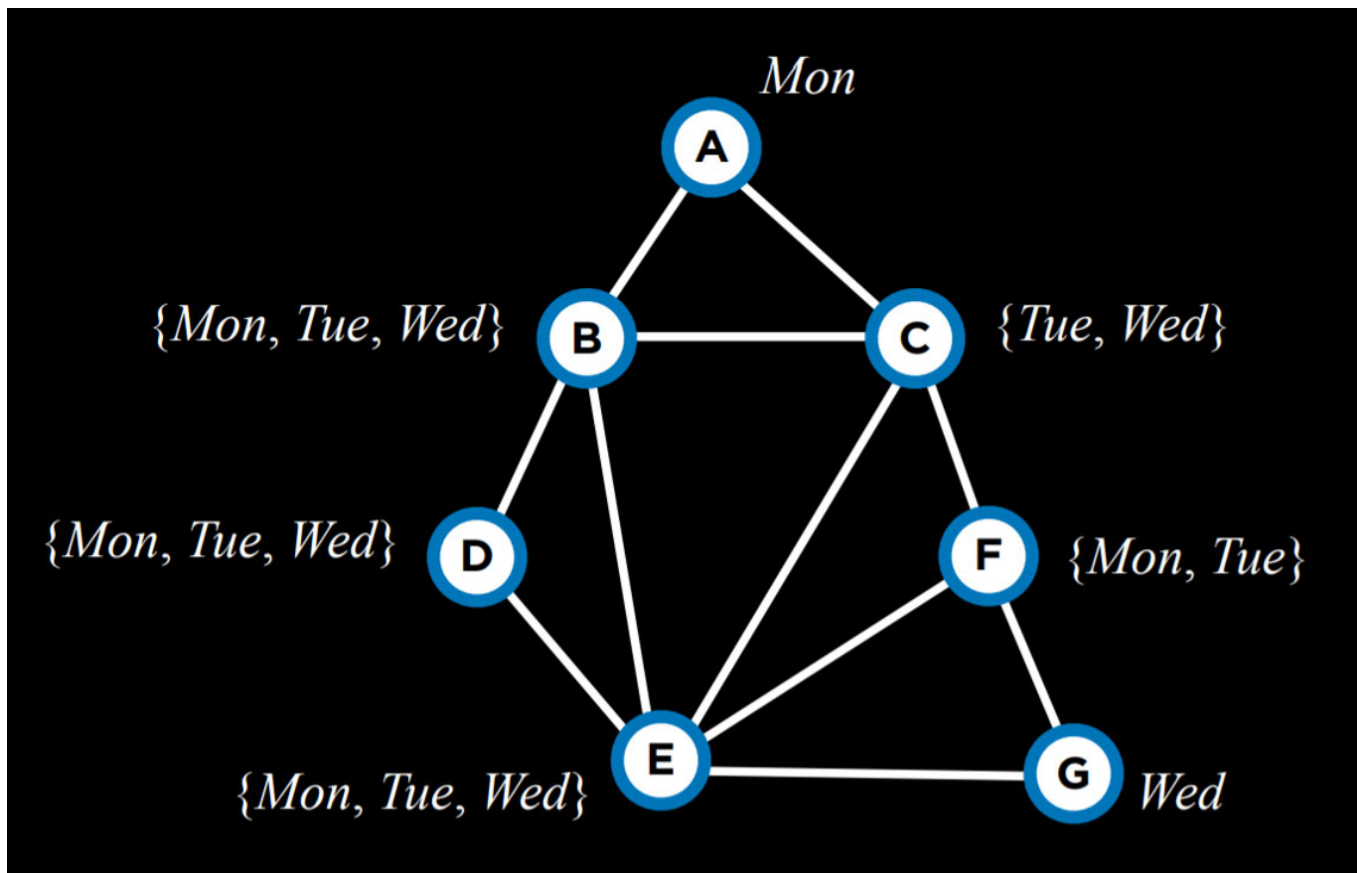 Mon
A
{Mon, Tue, Wed}
B
C
{Tue, Wed}
{Mon, Tue, Wed}
D
F
{Mon, Tue}
E
G
{Mon, Tue, Wed}
Wed